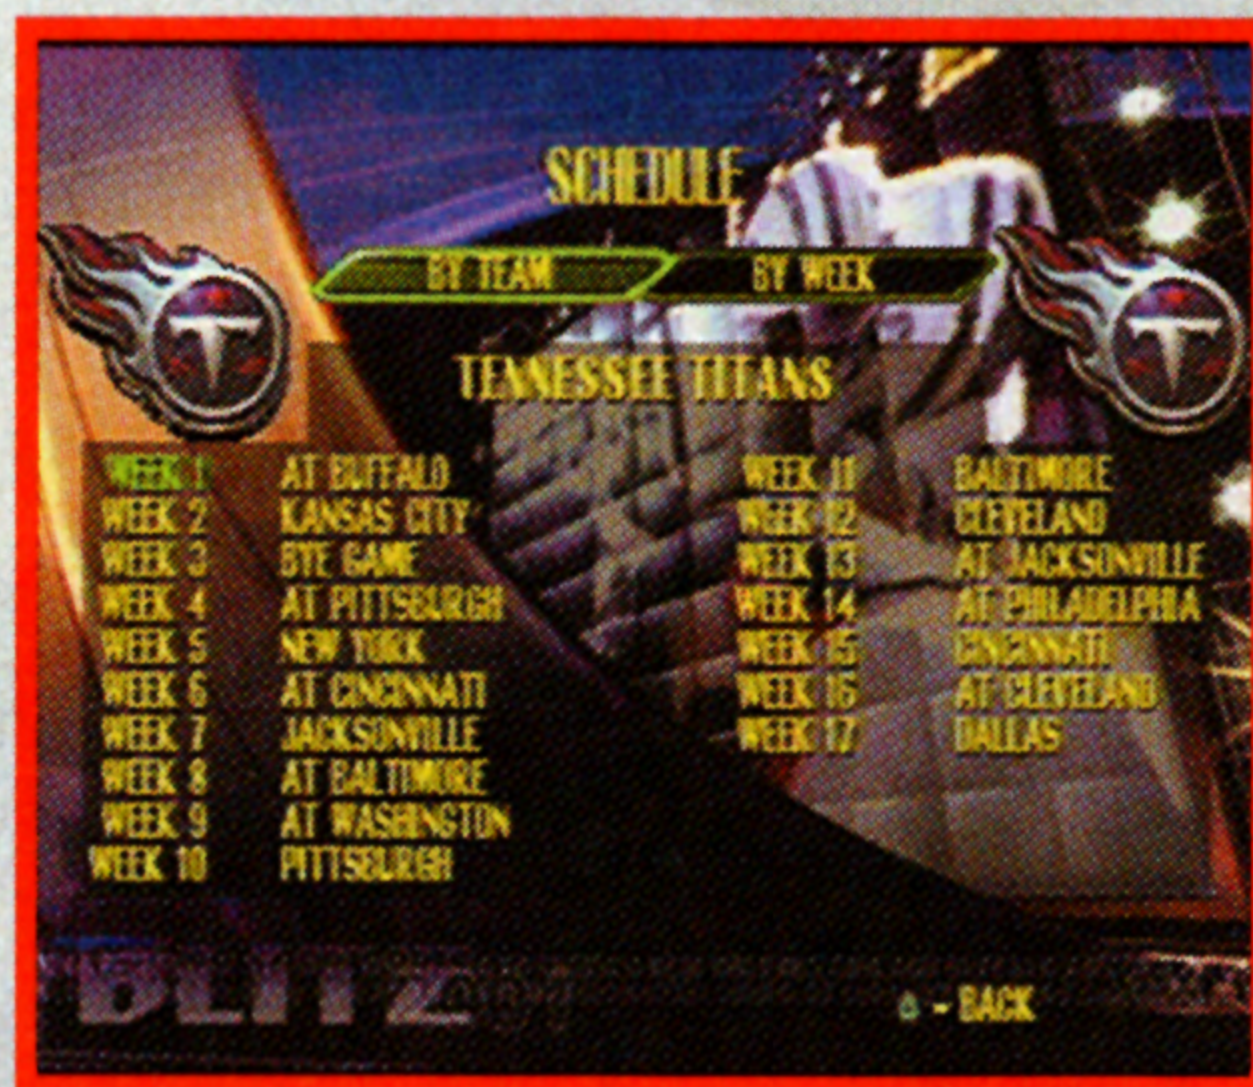 SCHEDULE
BY TEAM BY WEEK
TENNESSEE TITANS
WEEK 1 AT BUFFALO
WEEK 2 KANSAS CITY
WEEK 3 BYE GAME
WEEK 4 AT PITTSBURGH
WEEK 5 NEW YORK
WEEK 6 AT CINCINNATI
WEEK 7 JACKSONVILLE
WEEK 8 AT BALTIMORE
WEEK 9 AT WASHINGTON
WEEK 10 PITTSBURGH
WEEK 11 BALTIMORE
WEEK 12 CLEVELAND
WEEK 13 AT JACKSONVILLE
WEEK 14 AT PHILADELPHIA
WEEK 15 CINCINNATI
WEEK 16 AT CLEVELAND
WEEK 17 DALLAS
BLITZ
- BACK